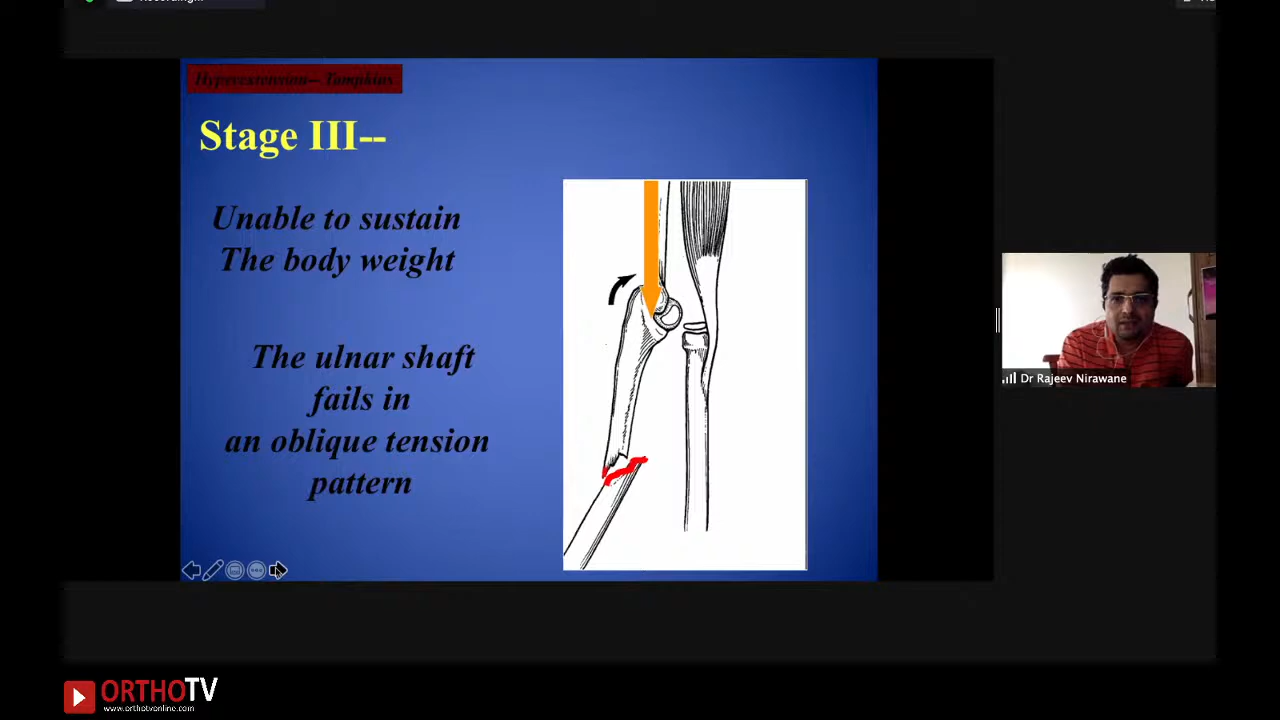 Recording...
Hyperextension-- Tompkins
Stage III--
Unable to sustain
The body weight
The ulnar shaft
fails in
an oblique tension
pattern
Dr Rajeev Nirawane
ORTHOTV
www.orthotvonline.com